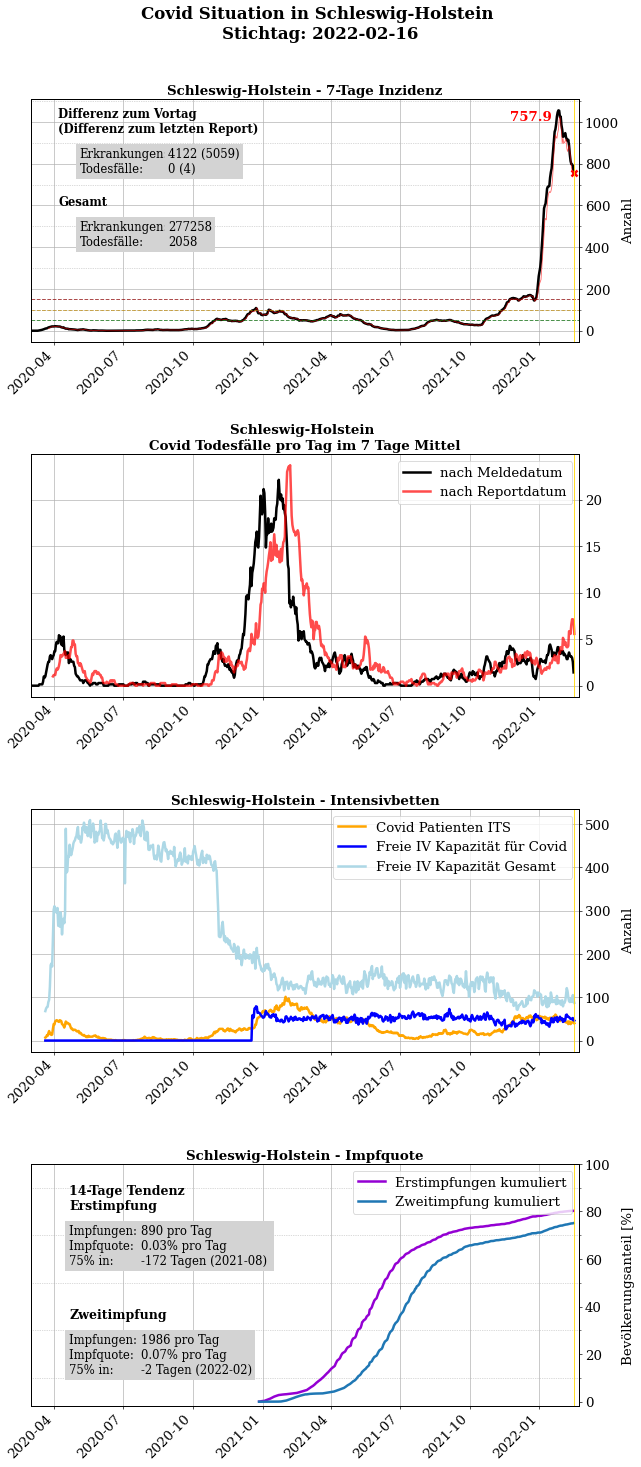 Covid Situation in Schleswig-Holstein
Stichtag: 2022-02-16
Schleswig-Holstein - 7-Tage Inzidenz
Differenz zum Vortag
(Differenz zum letzten Report)
Erkrankungen 4122 (5059)
Todesfälle: 0 (4)
Gesamt
Erkrankungen 277258
Todesfälle: 2058
757.9
1000
800
600
400
200
0
Anzahl
2020-04
2020-07
2020-10
2021-01
2021-04
2021-07
2021-10
2022-01
Schleswig-Holstein
Covid Todesfälle pro Tag im 7 Tage Mittel
nach Meldedatum
nach Reportdatum
20
15
10
5
0
2020-04
2020-07
2020-10
2021-01
2021-04
2021-07
2021-10
2022-01
Schleswig-Holstein - Intensivbetten
Covid Patienten ITS
Freie IV Kapazität für Covid
Freie IV Kapazität Gesamt
500
400
300
200
100
0
Anzahl
2020-04
2020-07
2020-10
2021-01
2021-04
2021-07
2021-10
2022-01
Schleswig-Holstein - Impfquote
14-Tage Tendenz
Erstimpfung
Impfungen: 890 pro Tag
Impfquote: 0.03% pro Tag
75% in: -172 Tagen (2021-08)
Zweitimpfung
Impfungen: 1986 pro Tag
Impfquote: 0.07% pro Tag
75% in: -2 Tagen (2022-02)
Erstimpfungen kumuliert
Zweitimpfung kumuliert
100
80
60
40
20
0
Bevölkerungsanteil [%]
2020-04
2020-07
2020-10
2021-01
2021-04
2021-07
2021-10
2022-01